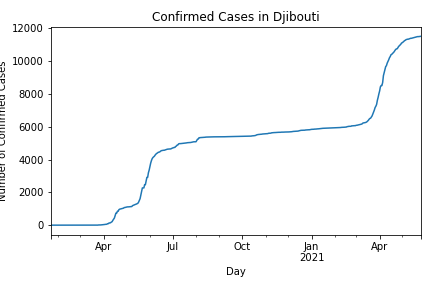 Confirmed Cases in Djibouti
12000
10000
8000
6000
4000
2000
0
Number of Confirmed Cases
Apr Jul Oct Jan Apr
2021
Day